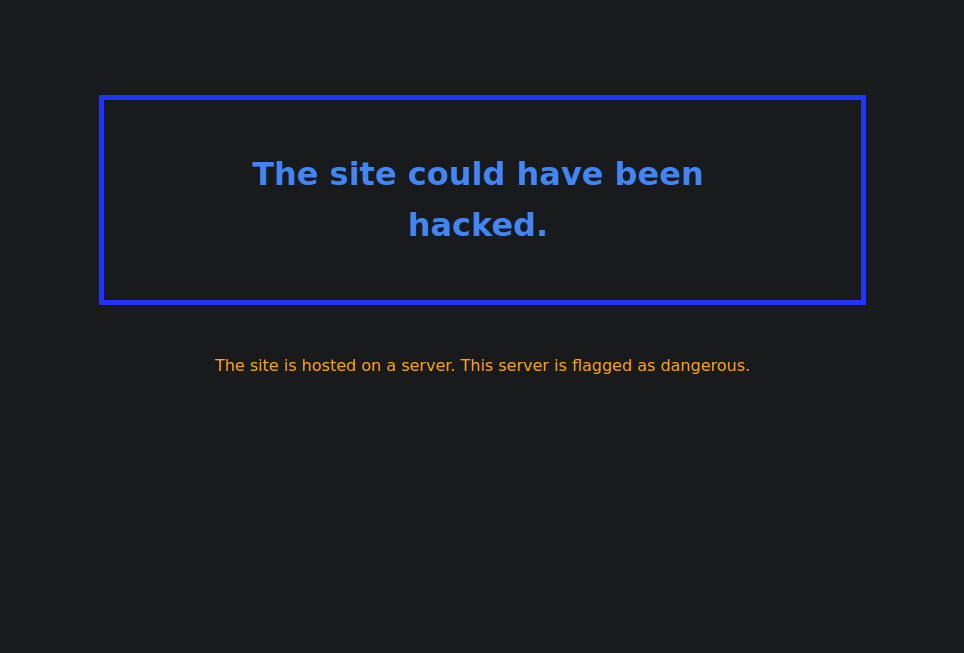 The site could have been
hacked.
The site is hosted on a server. This server is flagged as dangerous.